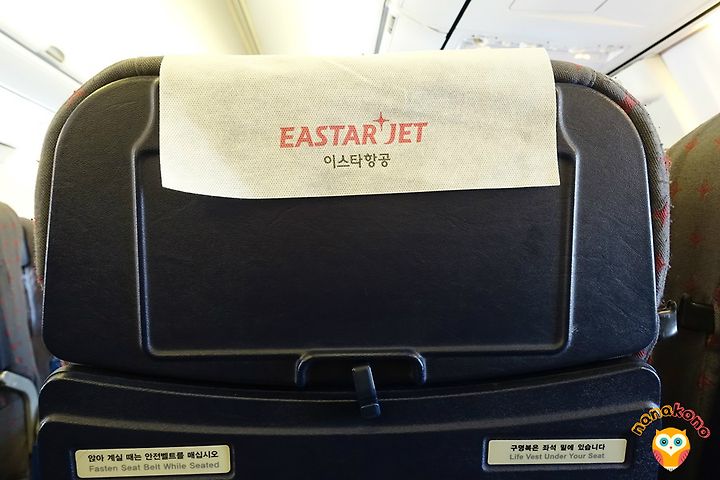 EASTAR JET
이스타항공
앉아 계실 때는 안전벨트를 매십시오
Fasten Seat Belt While Seated
구명복은 좌석 밑에 있습니다
Life Vest Under Your Seat
nanakono